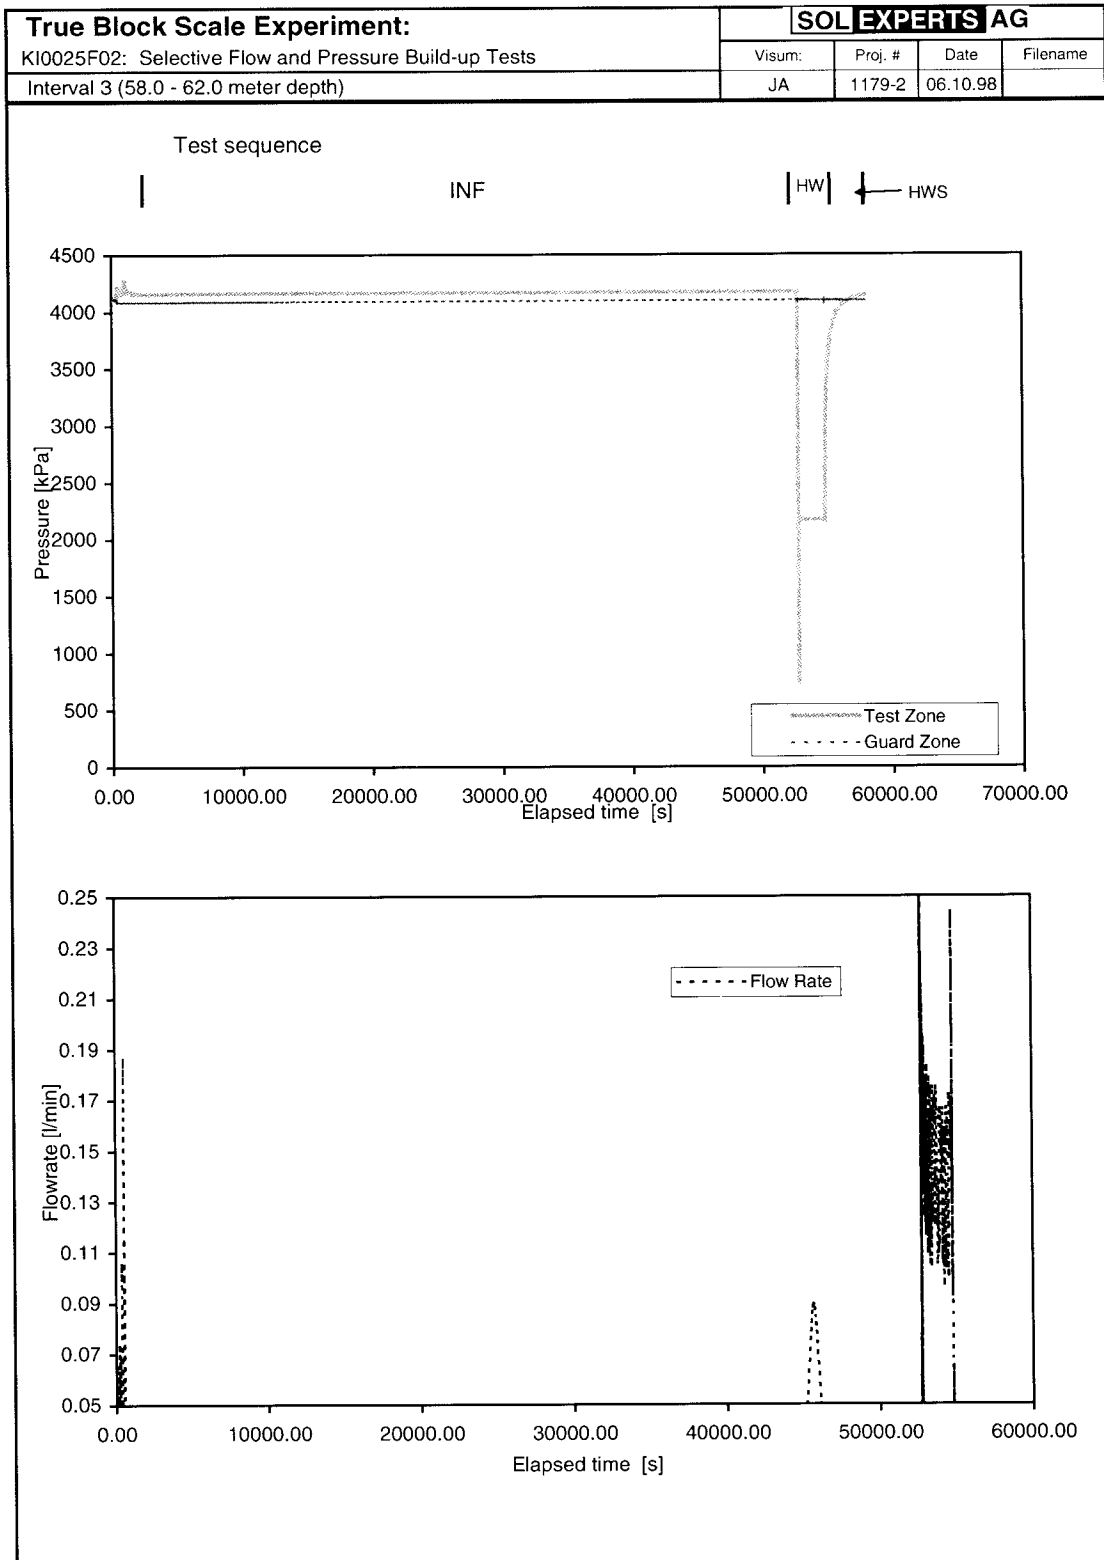 True Block Scale Experiment:
SOL EXPERTS AG
KI0025F02: Selective Flow and Pressure Build-up Tests
Visum: Proj. # Date Filename
Interval 3 (58.0 - 62.0 meter depth)
JA 1179-2 06.10.98
Test sequence
INF
HW
HWS
4500
4000
3500
3000
2500
2000
1500
1000
500
0
Pressure [kPa]
Test Zone
Guard Zone
0.00 10000.00 20000.00 30000.00 40000.00 50000.00 60000.00 70000.00
Elapsed time [s]
0.25
0.23
0.21
0.19
0.17
0.15
0.13
0.11
0.09
0.07
0.05
Flowrate [l/min]
Flow Rate
0.00 10000.00 20000.00 30000.00 40000.00 50000.00 60000.00
Elapsed time [s]